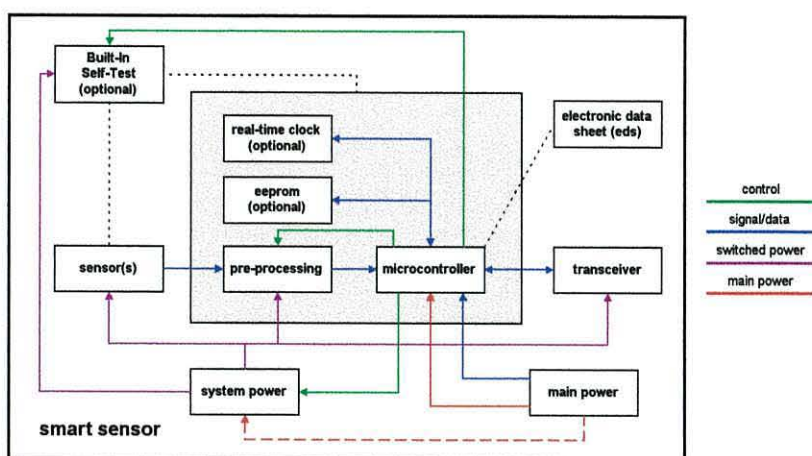 Built-In
Self-Test
(optional)
real-time clock
(optional)
electronic data
sheet (eds)
eeprom
(optional)
control
signal/data
switched power
main power
sensor(s)
pre-processing
microcontroller
transceiver
system power
main power
smart sensor